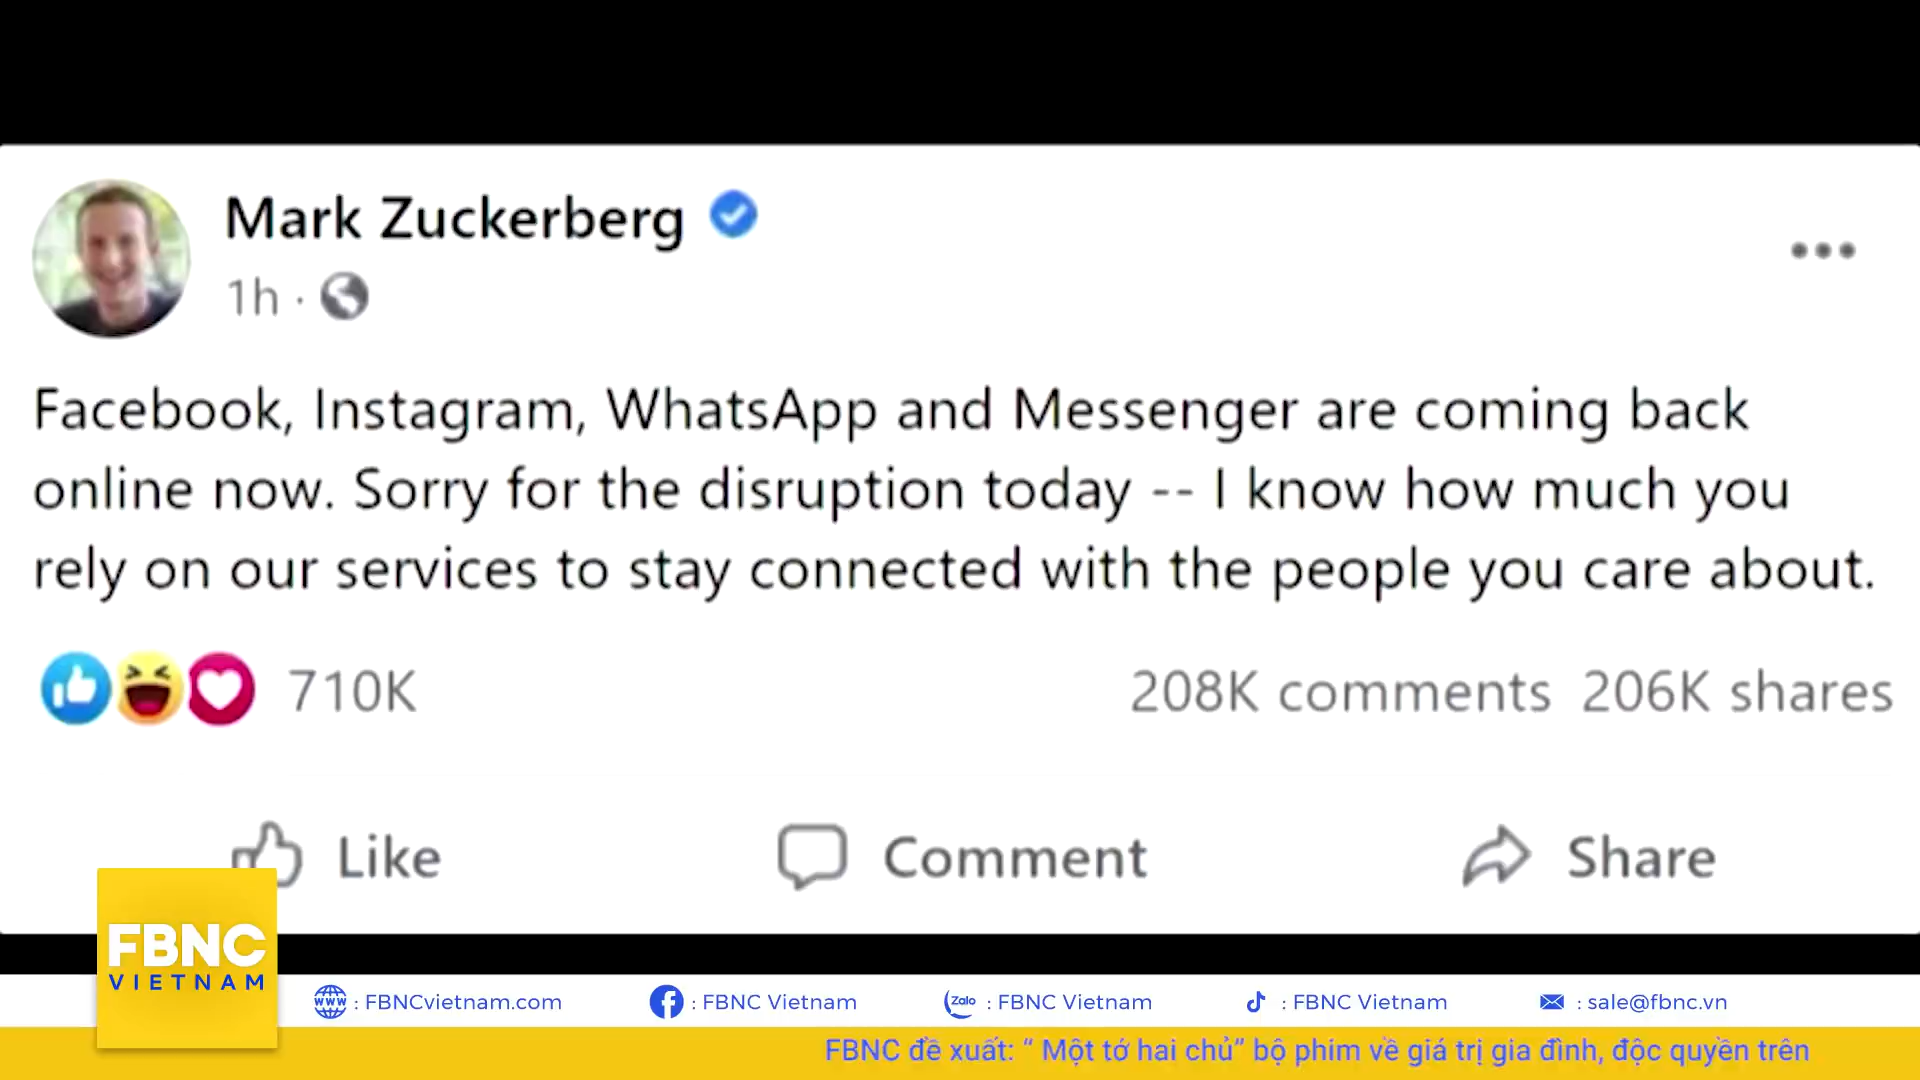 Mark Zuckerberg
1h ·
Facebook, Instagram, WhatsApp and Messenger are coming back
online now. Sorry for the disruption today -- I know how much you
rely on our services to stay connected with the people you care about.
710K
208K comments 206K shares
Like
Comment
Share
FBNC
VIETNAM
www : FBNCvietnam.com
: FBNC Vietnam
Zalo : FBNC Vietnam
: FBNC Vietnam
: sale@fbnc.vn
FBNC đề xuất: “ Một tớ hai chủ” bộ phim về giá trị gia đình, độc quyền trên